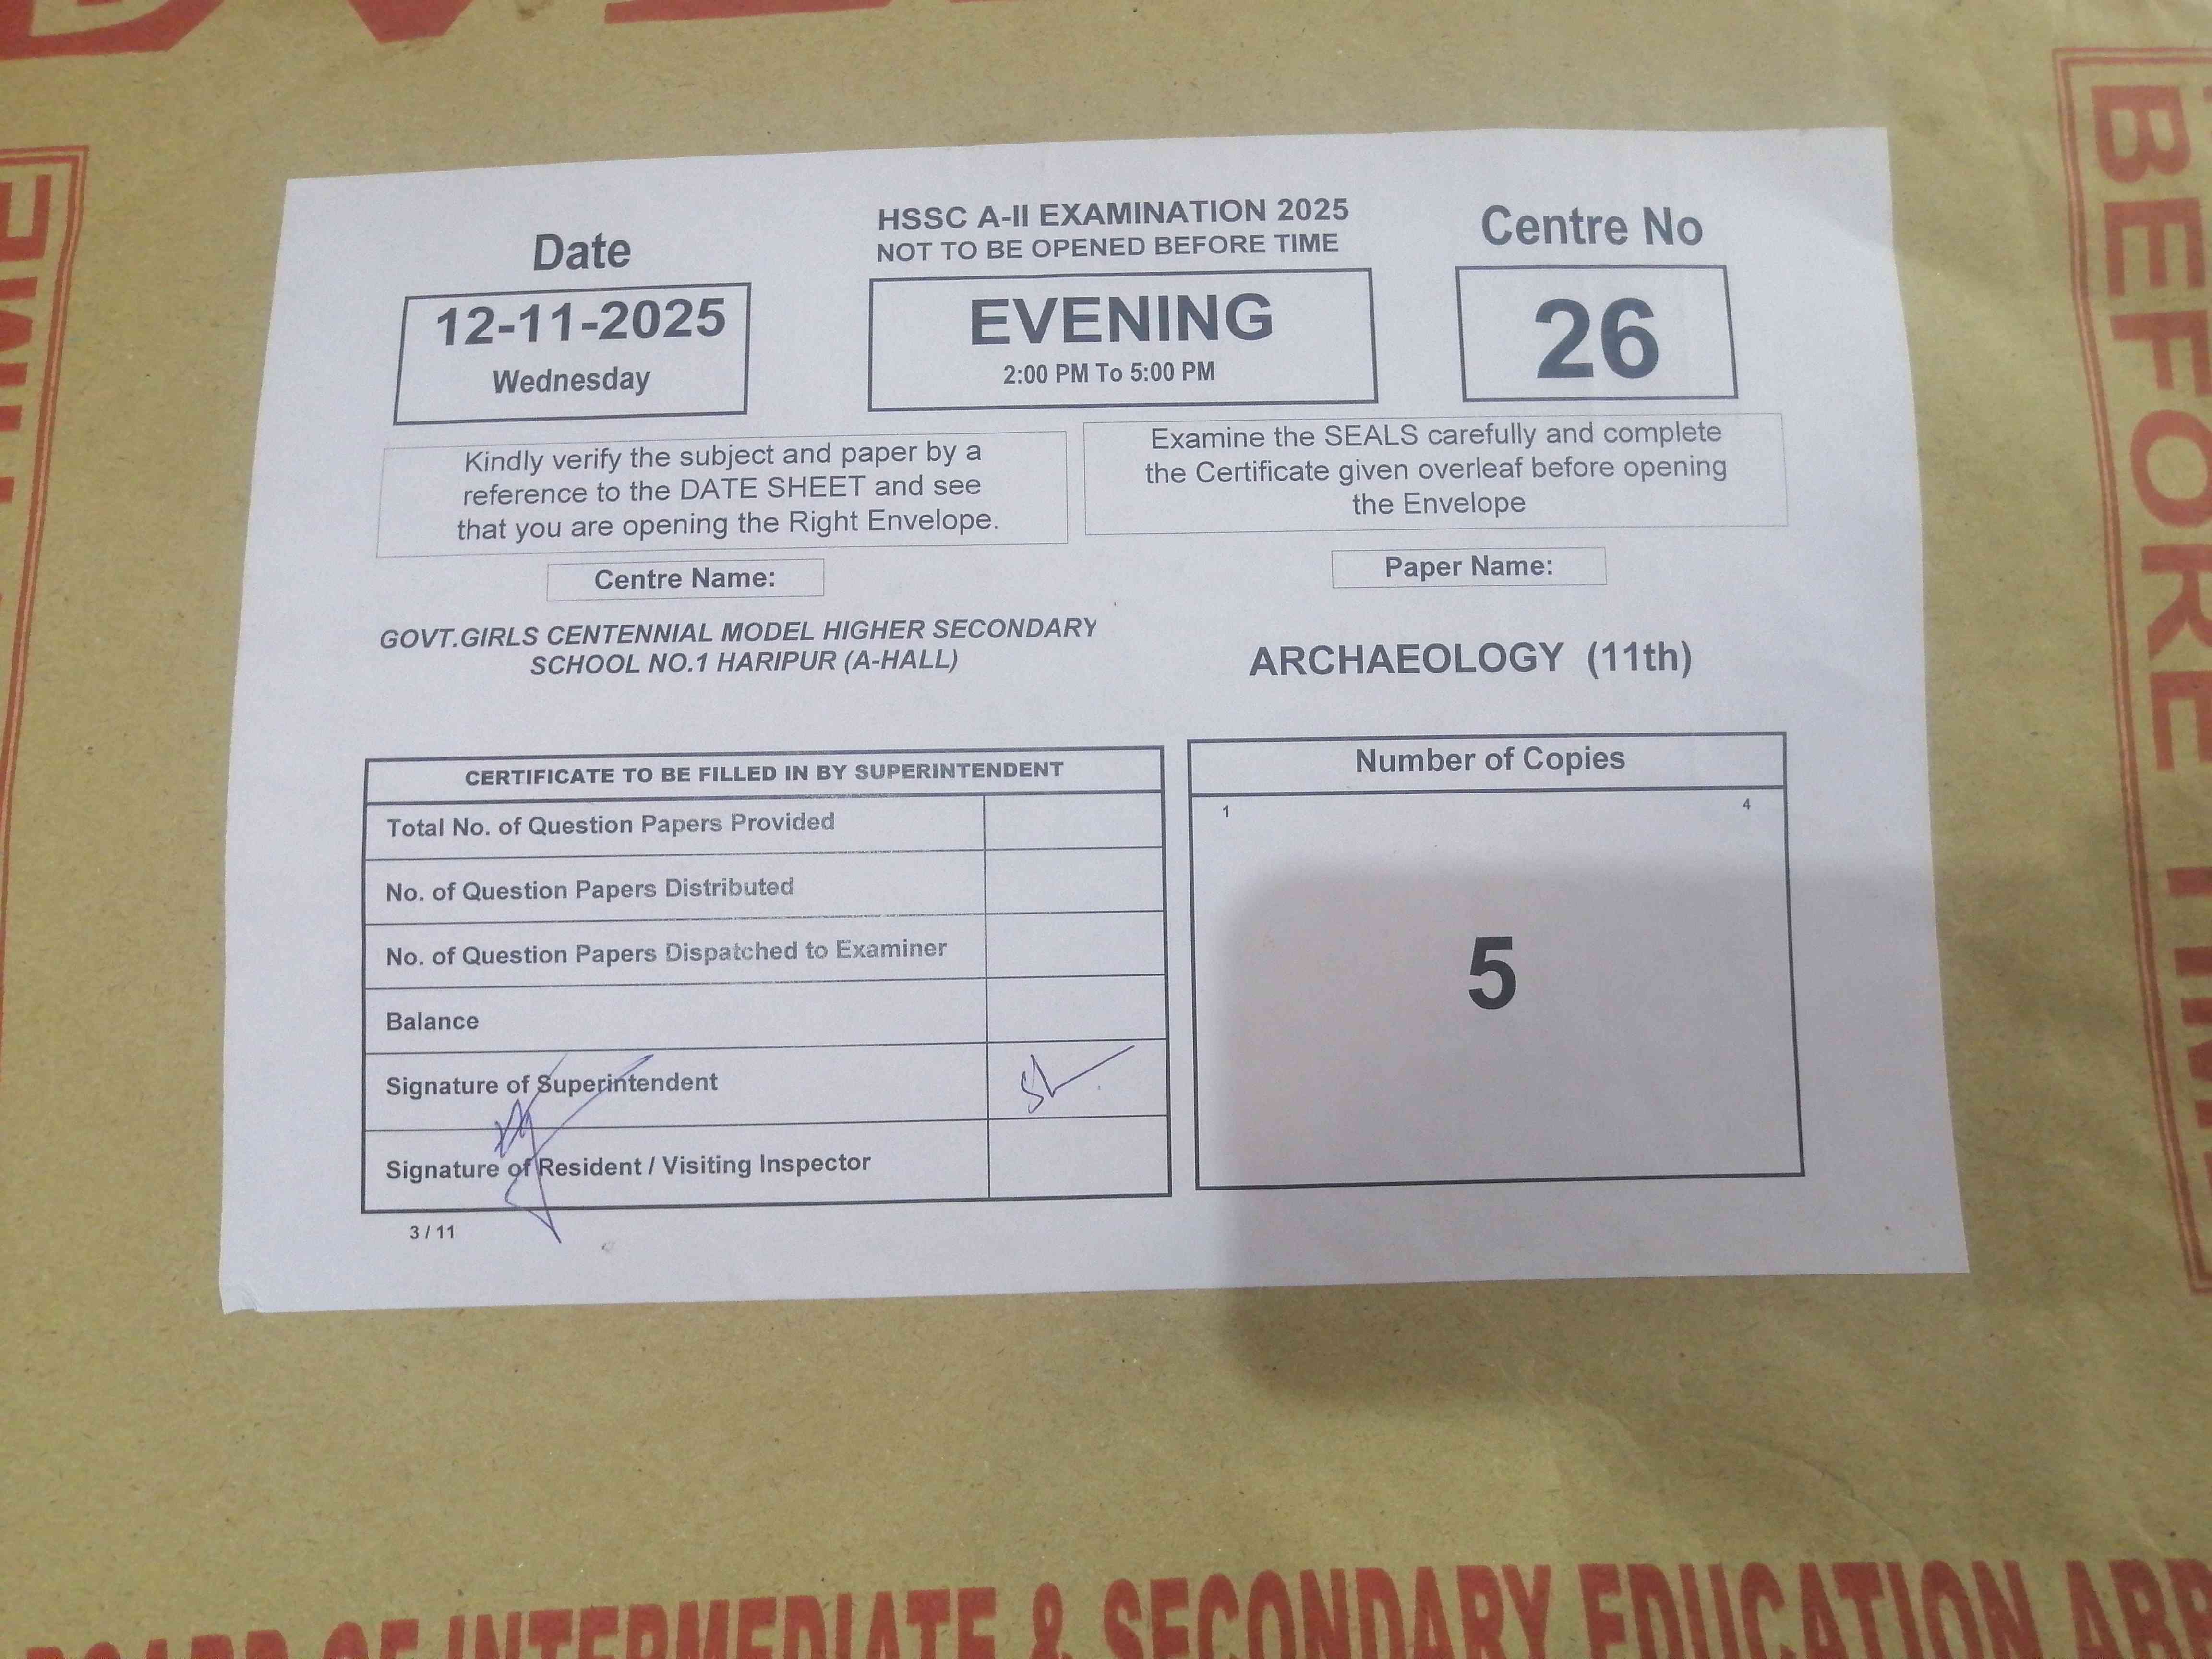 HSSC A-II EXAMINATION 2025
NOT TO BE OPENED BEFORE TIME
Date
12-11-2025
Wednesday
EVENING
2:00 PM To 5:00 PM
Centre No
26
Kindly verify the subject and paper by a
reference to the DATE SHEET and see
that you are opening the Right Envelope.
Examine the SEALS carefully and complete
the Certificate given overleaf before opening
the Envelope
Centre Name:
GOVT.GIRLS CENTENNIAL MODEL HIGHER SECONDARY
SCHOOL NO.1 HARIPUR (A-HALL)
Paper Name:
ARCHAEOLOGY (11th)
CERTIFICATE TO BE FILLED IN BY SUPERINTENDENT
Total No. of Question Papers Provided
No. of Question Papers Distributed
No. of Question Papers Dispatched to Examiner
Balance
Signature of Superintendent
Signature of Resident / Visiting Inspector
3 / 11
Number of Copies
1 4
5
BEFORE TIME
BOARD OF INTERMEDIATE & SECONDARY EDUCATION ABB